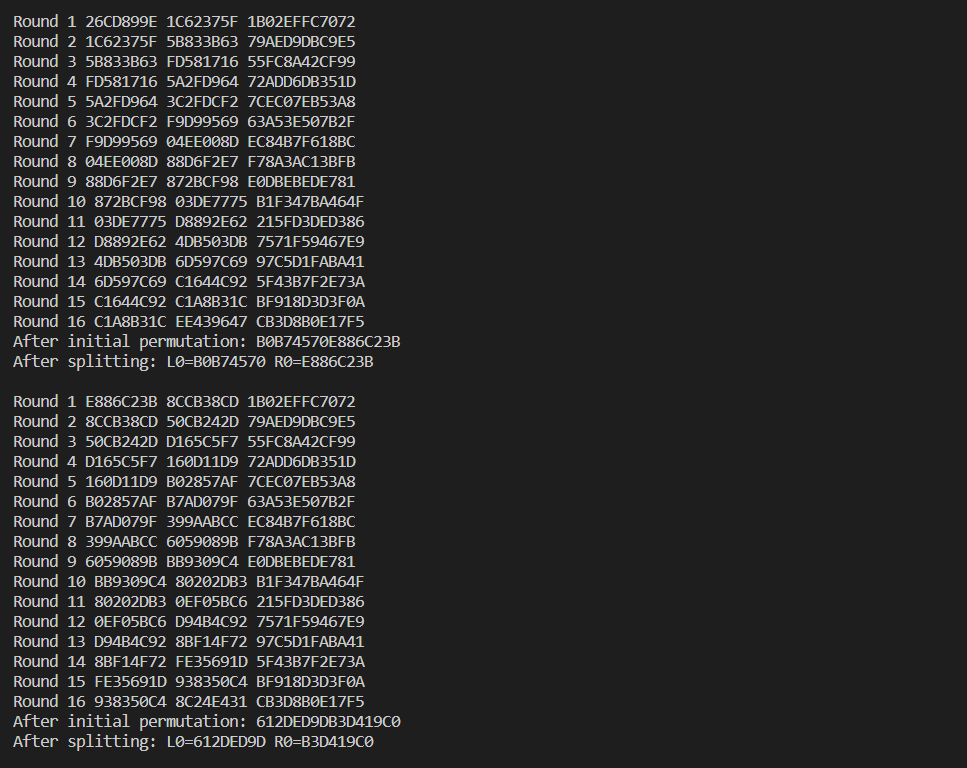 Round 1 26CD899E 1C62375F 1B02EFFC7072
Round 2 1C62375F 5B833B63 79AED9DBC9E5
Round 3 5B833B63 FD581716 55FC8A42CF99
Round 4 FD581716 5A2FD964 72ADD6DB351D
Round 5 5A2FD964 3C2FDCF2 7CEC07EB53A8
Round 6 3C2FDCF2 F9D99569 63A53E507B2F
Round 7 F9D99569 04EE008D EC84B7F618BC
Round 8 04EE008D 88D6F2E7 F78A3AC13BFB
Round 9 88D6F2E7 872BCF98 E0DBEBEDE781
Round 10 872BCF98 03DE7775 B1F347BA464F
Round 11 03DE7775 D8892E62 215FD3DED386
Round 12 D8892E62 4DB503DB 7571F59467E9
Round 13 4DB503DB 6D597C69 97C5D1FABA41
Round 14 6D597C69 C1644C92 5F43B7F2E73A
Round 15 C1644C92 C1A8B31C BF918D3D3F0A
Round 16 C1A8B31C EE439647 CB3D8B0E17F5
After initial permutation: B0B74570E886C23B
After splitting: L0=B0B74570 R0=E886C23B
Round 1 E886C23B 8CCB38CD 1B02EFFC7072
Round 2 8CCB38CD 50CB242D 79AED9DBC9E5
Round 3 50CB242D D165C5F7 55FC8A42CF99
Round 4 D165C5F7 160D11D9 72ADD6DB351D
Round 5 160D11D9 B02857AF 7CEC07EB53A8
Round 6 B02857AF B7AD079F 63A53E507B2F
Round 7 B7AD079F 399AABCC EC84B7F618BC
Round 8 399AABCC 6059089B F78A3AC13BFB
Round 9 6059089B BB9309C4 E0DBEBEDE781
Round 10 BB9309C4 80202DB3 B1F347BA464F
Round 11 80202DB3 0EF05BC6 215FD3DED386
Round 12 0EF05BC6 D94B4C92 7571F59467E9
Round 13 D94B4C92 8BF14F72 97C5D1FABA41
Round 14 8BF14F72 FE35691D 5F43B7F2E73A
Round 15 FE35691D 938350C4 BF918D3D3F0A
Round 16 938350C4 8C24E431 CB3D8B0E17F5
After initial permutation: 612DED9DB3D419C0
After splitting: L0=612DED9D R0=B3D419C0